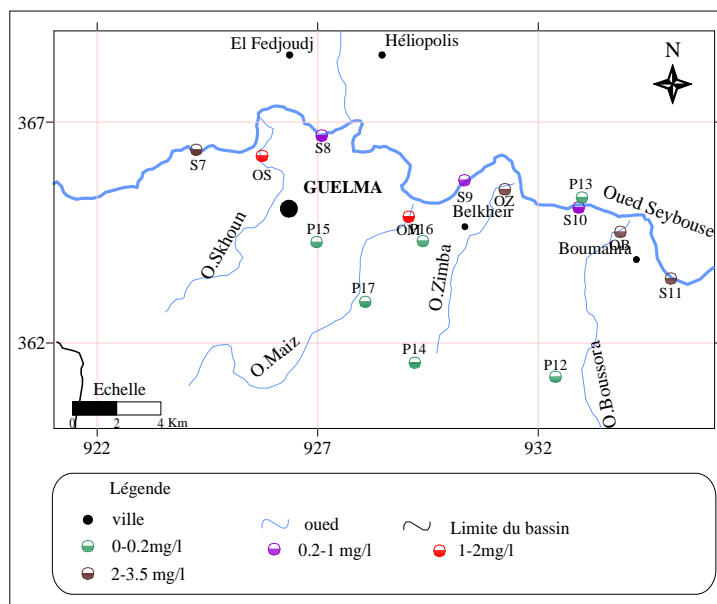 El Fedjoudj
Héliopolis
N
367
S7
OS
S8
GUELMA
S9
OZ
P13
S10
Oued Seybouse
Belkheir
OM
P16
P15
O.Skhoun
OB
Boumahra
S11
O.Zimba
P17
362
O.Maiz
P14
P12
O.Boussora
Echelle
0 2 4 Km
922 927 932
Légende
ville
oued
Limite du bassin
0-0.2mg/l
0.2-1 mg/l
1-2mg/l
2-3.5 mg/l